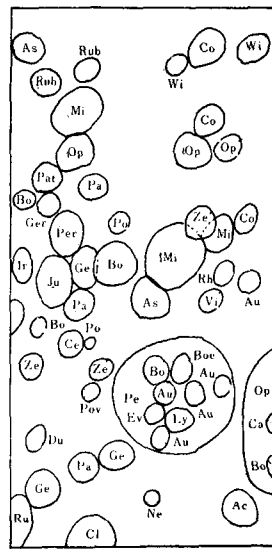 As
Rub
Co
Wi
Rub
Wi
Mi
Co
Op
Op
Op
Pat
Pa
Bo
Ger
Per
Po
Ze
Co
Mi
Ir
Ge
Bo
Mi
Ju
Rh
Au
Pa
As
Vi
Bo
Po
Ce
Ze
Ze
Bo
Boe
Au
Op
Pov
Pe
Au
Ev
Ly
Au
Ca
Au
Du
Pa
Ge
Bo
Ge
Ne
Ac
Ru
Cl